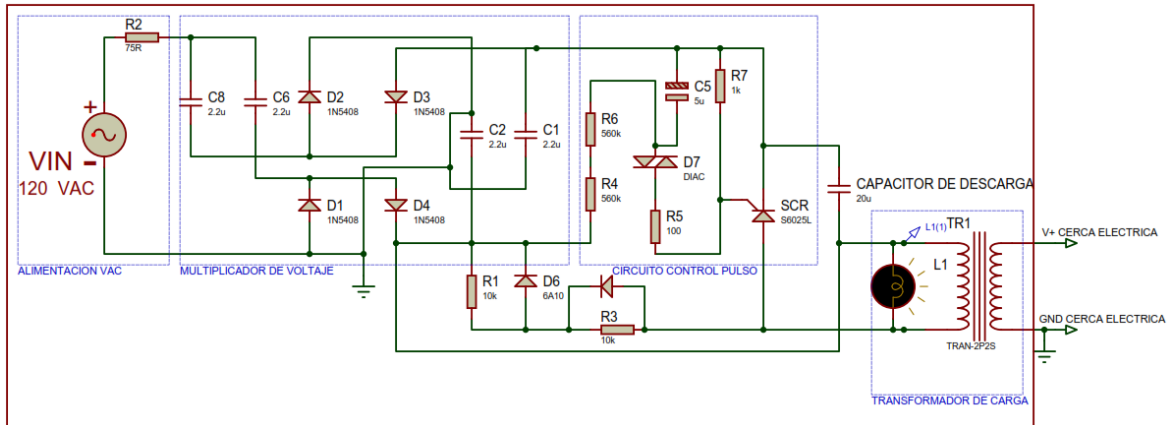 R2
75R
+
VIN
-
120 VAC
ALIMENTACION VAC
C8
2.2u
C6
2.2u
D2
1N5408
D3
1N5408
C2
2.2u
C1
2.2u
D1
1N5408
D4
1N5408
MULTIPLICADOR DE VOLTAJE
R1
10k
D6
6A10
R3
10k
R6
560k
R4
560k
C5
5u
R7
1k
D7
DIAC
R5
100
SCR
S6025L
CIRCUITO CONTROL PULSO
CAPACITOR DE DESCARGA
20u
L1(1)
TR1
L1
TRAN-2P2S
TRANSFORMADOR DE CARGA
V+ CERCA ELECTRICA
GND CERCA ELECTRICA